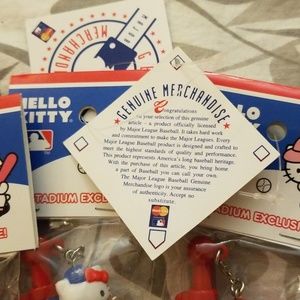 MAJOR
MERCHAND
HELLO
KITTY
GENUINE MERCHANDISE
Congratulations
on your selection of this genuine
article - a product officially licensed
by Major League Baseball. It takes hard work
and commitment to make the Major Leagues. Every
Major League Baseball product is designed and crafted to
meet the highest standards of quality and performance.
This product represents America's long baseball heritage.
With the purchase of this article, you bring home
a part of Baseball you can call your own.
The Major League Baseball Genuine
Merchandise logo is your assurance
of authenticity. Accept no
substitute.
MasterCard
STADIUM EXCLUSI
STADIUM EXCLUS
E!